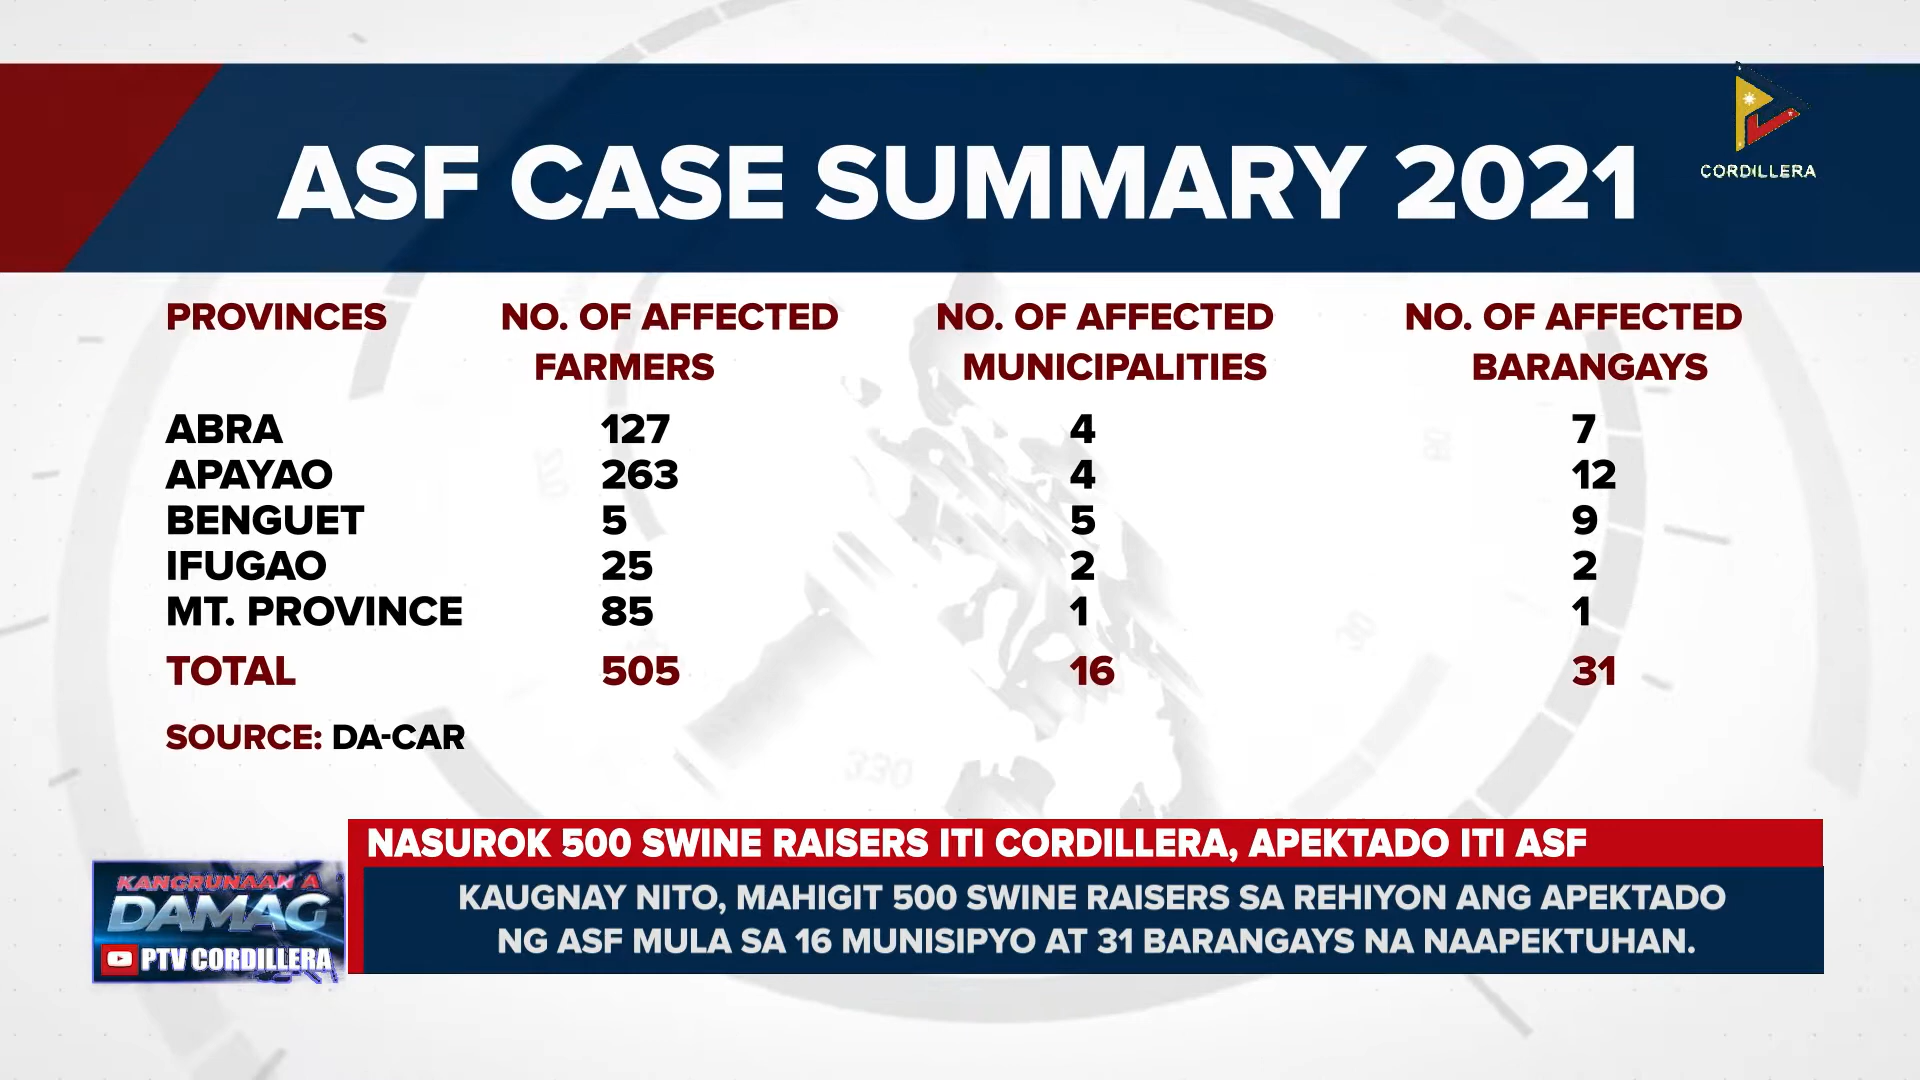 ASF CASE SUMMARY 2021
CORDILLERA
PROVINCES NO. OF AFFECTED FARMERS NO. OF AFFECTED MUNICIPALITIES NO. OF AFFECTED BARANGAYS
ABRA 127 4 7
APAYAO 263 4 12
BENGUET 5 5 9
IFUGAO 25 2 2
MT. PROVINCE 85 1 1
TOTAL 505 16 31
SOURCE: DA-CAR
330
NASUROK 500 SWINE RAISERS ITI CORDILLERA, APEKTADO ITI ASF
KAUGNAY NITO, MAHIGIT 500 SWINE RAISERS SA REHIYON ANG APEKTADO
NG ASF MULA SA 16 MUNISIPYO AT 31 BARANGAYS NA NAAPEKTUHAN.
KANGRUNAAN A
DAMAG
PTV CORDILLERA